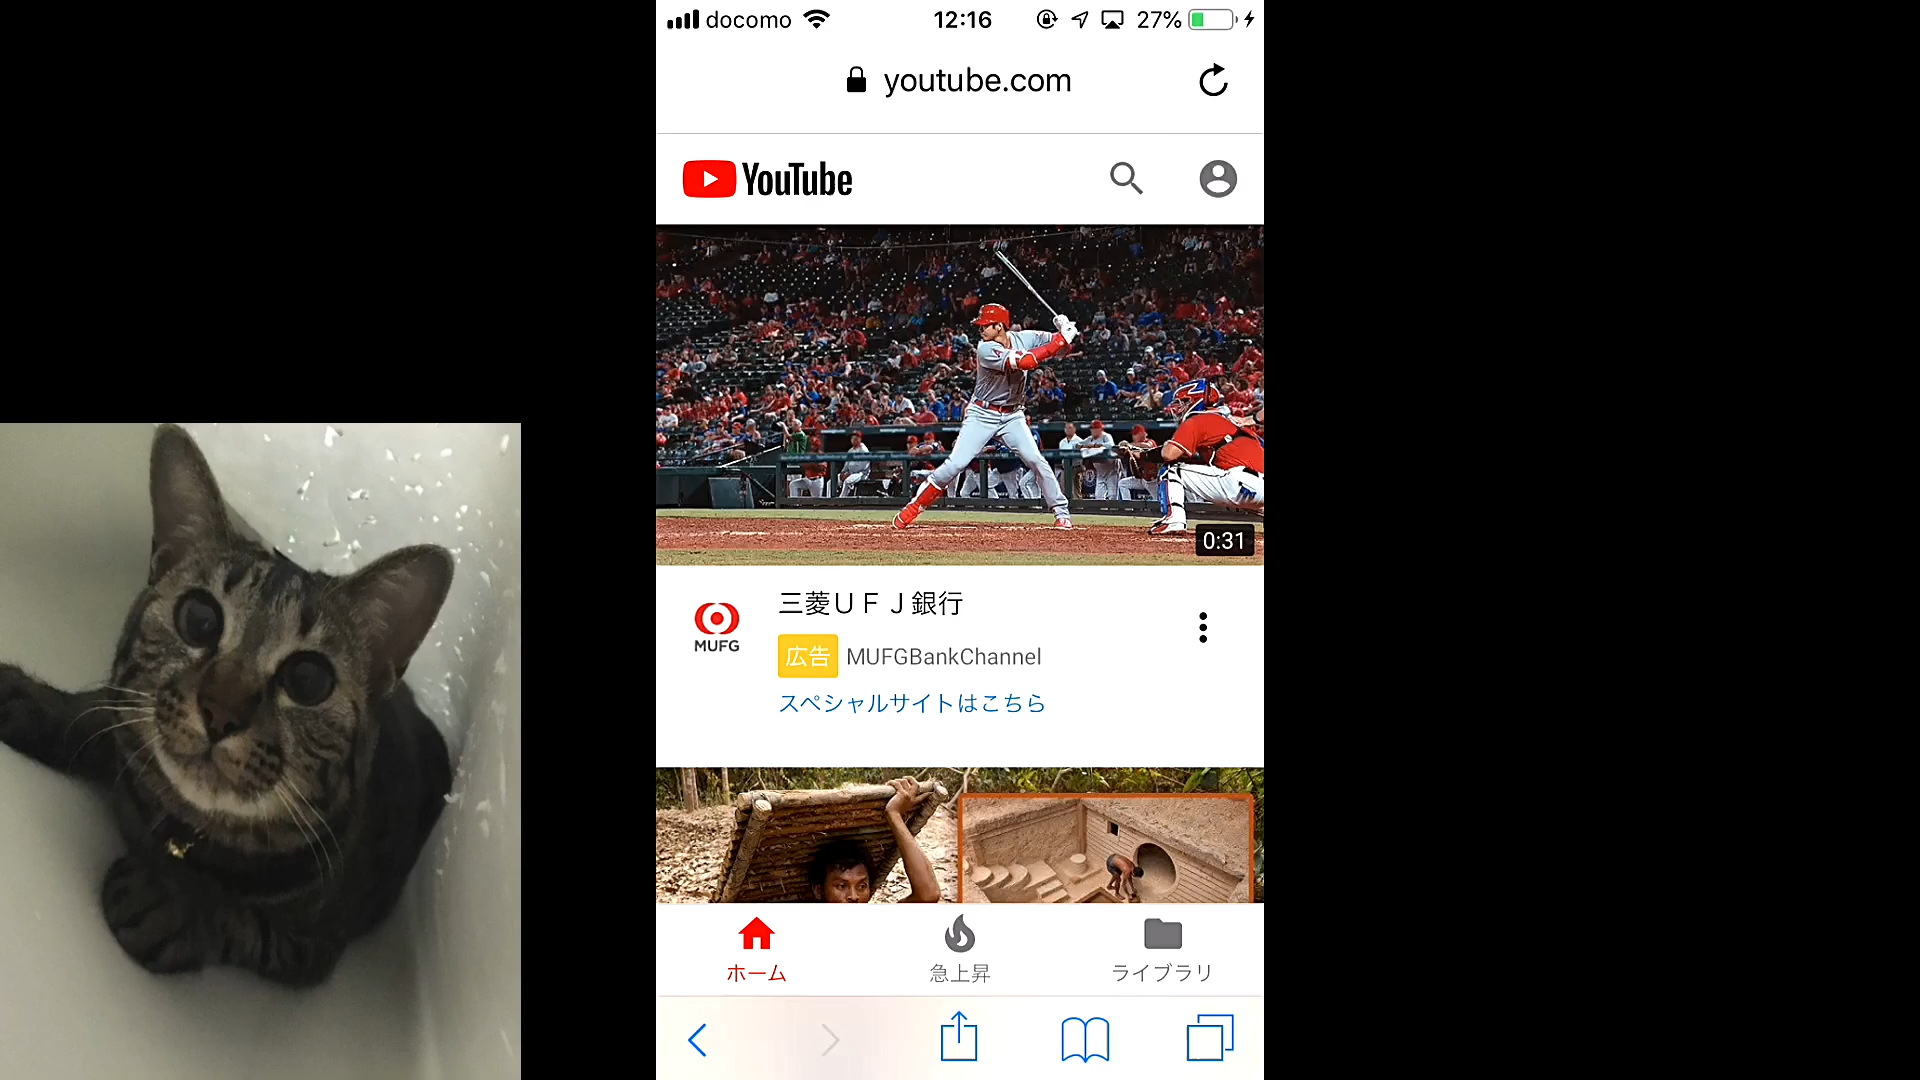 docomo 12:16 27%
youtube.com
YouTube
0:31
三菱ＵＦＪ銀行
MUFG
広告 MUFGBankChannel
スペシャルサイトはこちら
ホーム 急上昇 ライブラリ